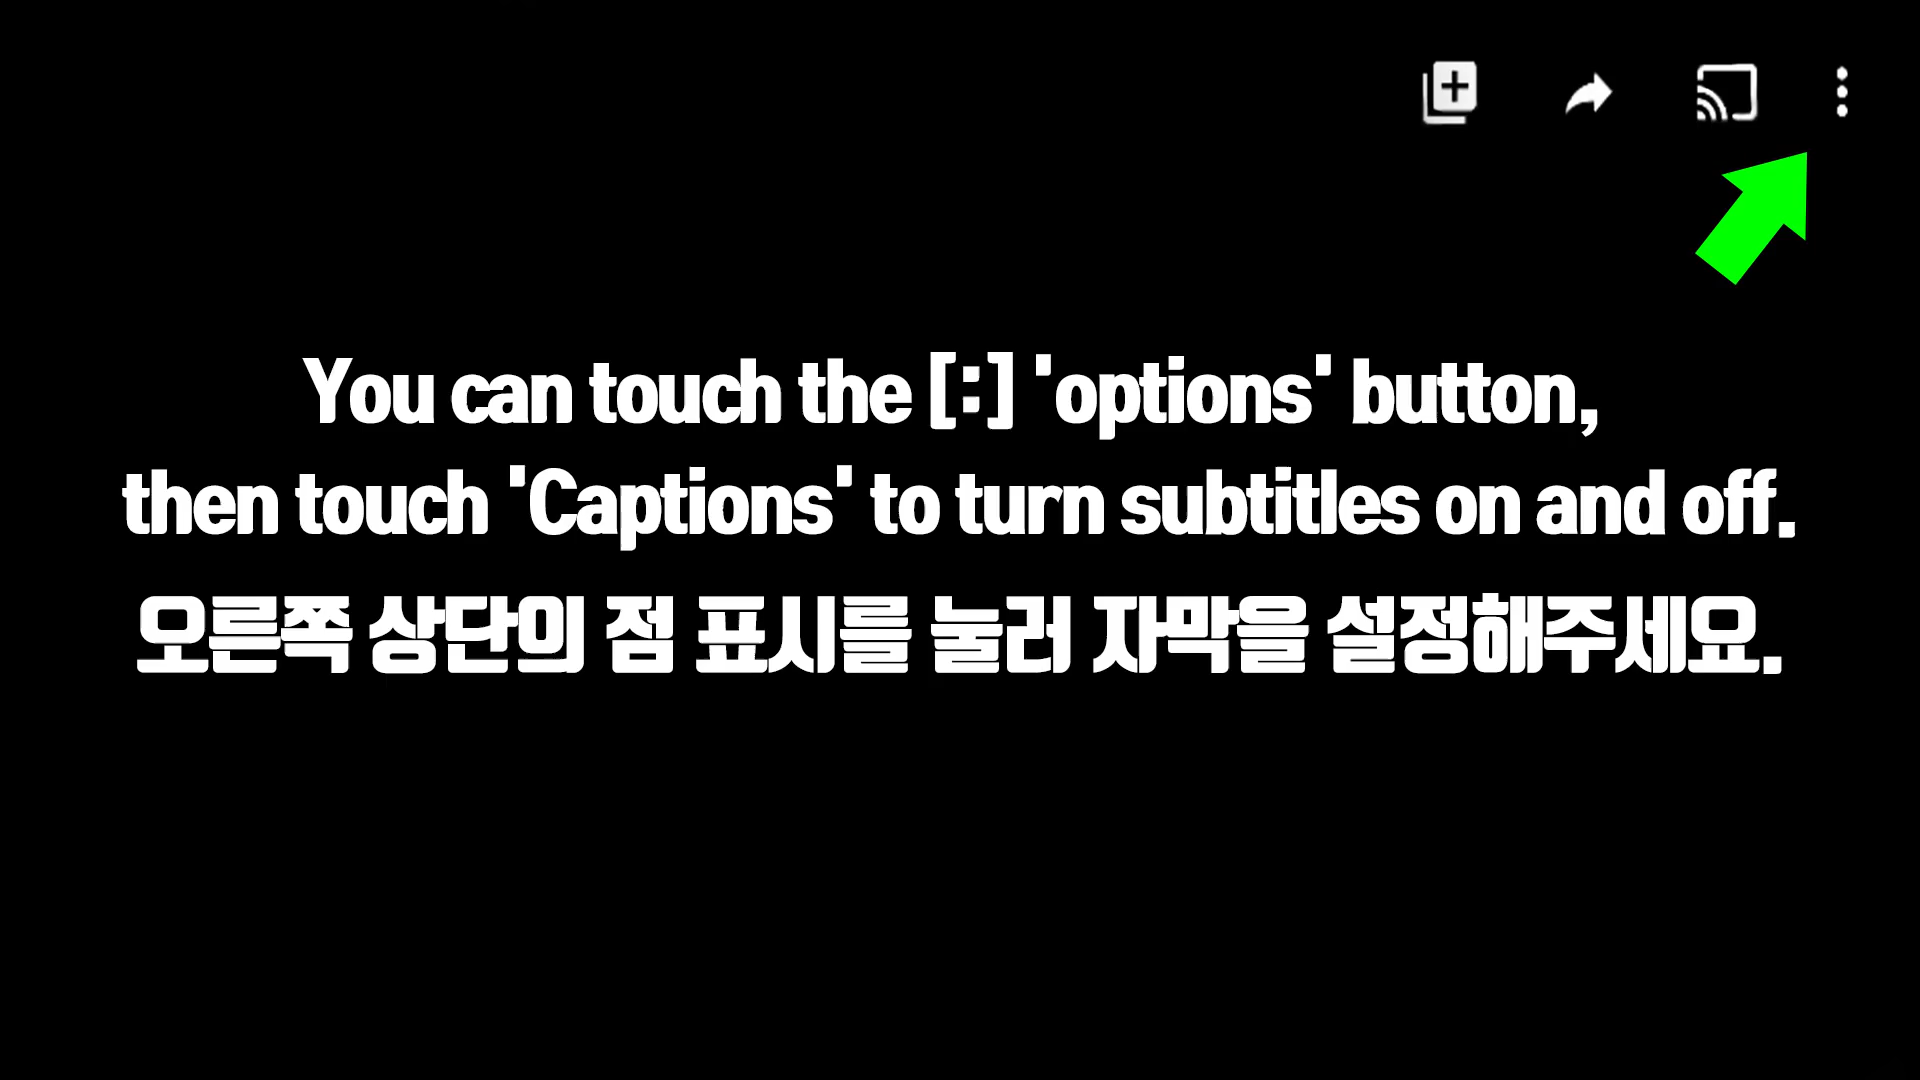 You can touch the [:] 'options' button,
then touch 'Captions' to turn subtitles on and off.
오른쪽 상단의 점 표시를 눌러 자막을 설정해주세요.